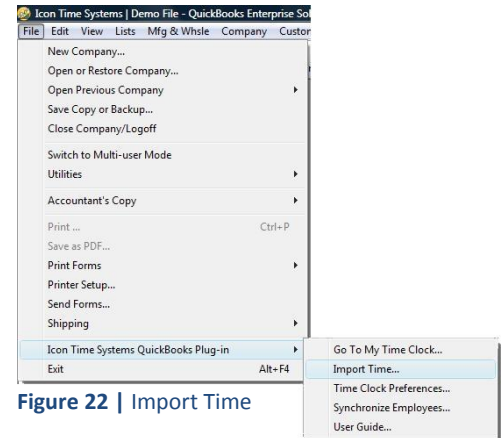 Icon Time Systems | Demo File - QuickBooks Enterprise So
File Edit View Lists Mfg & Whsle Company Custor
New Company...
Open or Restore Company...
Open Previous Company
Save Copy or Backup...
Close Company/Logoff
Switch to Multi-user Mode
Utilities
Accountant's Copy
Print ... Ctrl+P
Save as PDF...
Print Forms
Printer Setup...
Send Forms...
Shipping
Icon Time Systems QuickBooks Plug-in
Exit Alt+F4
Go To My Time Clock...
Import Time...
Time Clock Preferences...
Synchronize Employees...
User Guide...
Figure 22 | Import Time